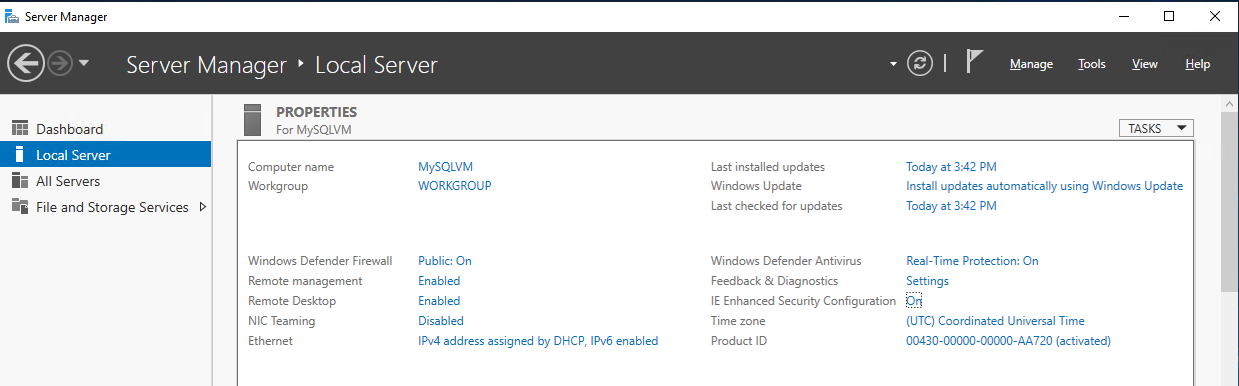 Server Manager
Server Manager ‣ Local Server
Manage Tools View Help
Dashboard
Local Server
All Servers
File and Storage Services
PROPERTIES
For MySQLVM
TASKS
Computer name MySQLVM Last installed updates Today at 3:42 PM
Workgroup WORKGROUP Windows Update Install updates automatically using Windows Update
Last checked for updates Today at 3:42 PM
Windows Defender Firewall Public: On Windows Defender Antivirus Real-Time Protection: On
Remote management Enabled Feedback & Diagnostics Settings
Remote Desktop Enabled IE Enhanced Security Configuration On
NIC Teaming Disabled Time zone (UTC) Coordinated Universal Time
Ethernet IPv4 address assigned by DHCP, IPv6 enabled Product ID 00430-00000-00000-AA720 (activated)